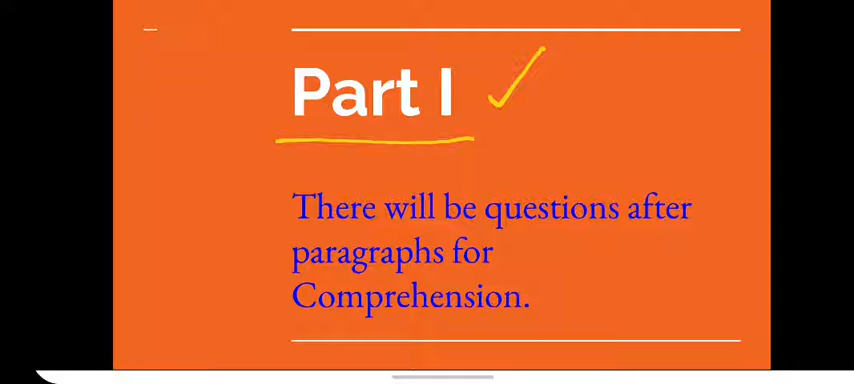 Part I
There will be questions after
paragraphs for
Comprehension.